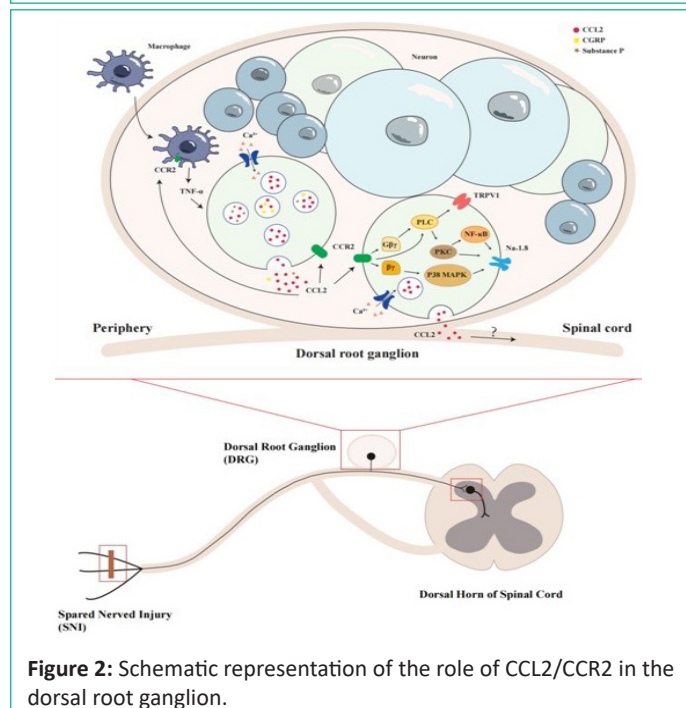 CCL2
CGRP
Substance P
Macrophage
Neuron
Ca²⁺
CCR2
TNF-α
TRPV1
PLC
NF-κB
Gβγ
CCR2
PKC
Na-1.8
βγ
P38 MAPK
CCL2
Ca²⁺
Periphery
CCL2
?
Spinal cord
Dorsal root ganglion
Dorsal Root Ganglion
(DRG)
Spared Nerved Injury
(SNI)
Dorsal Horn of Spinal Cord
Figure 2: Schematic representation of the role of CCL2/CCR2 in the
dorsal root ganglion.